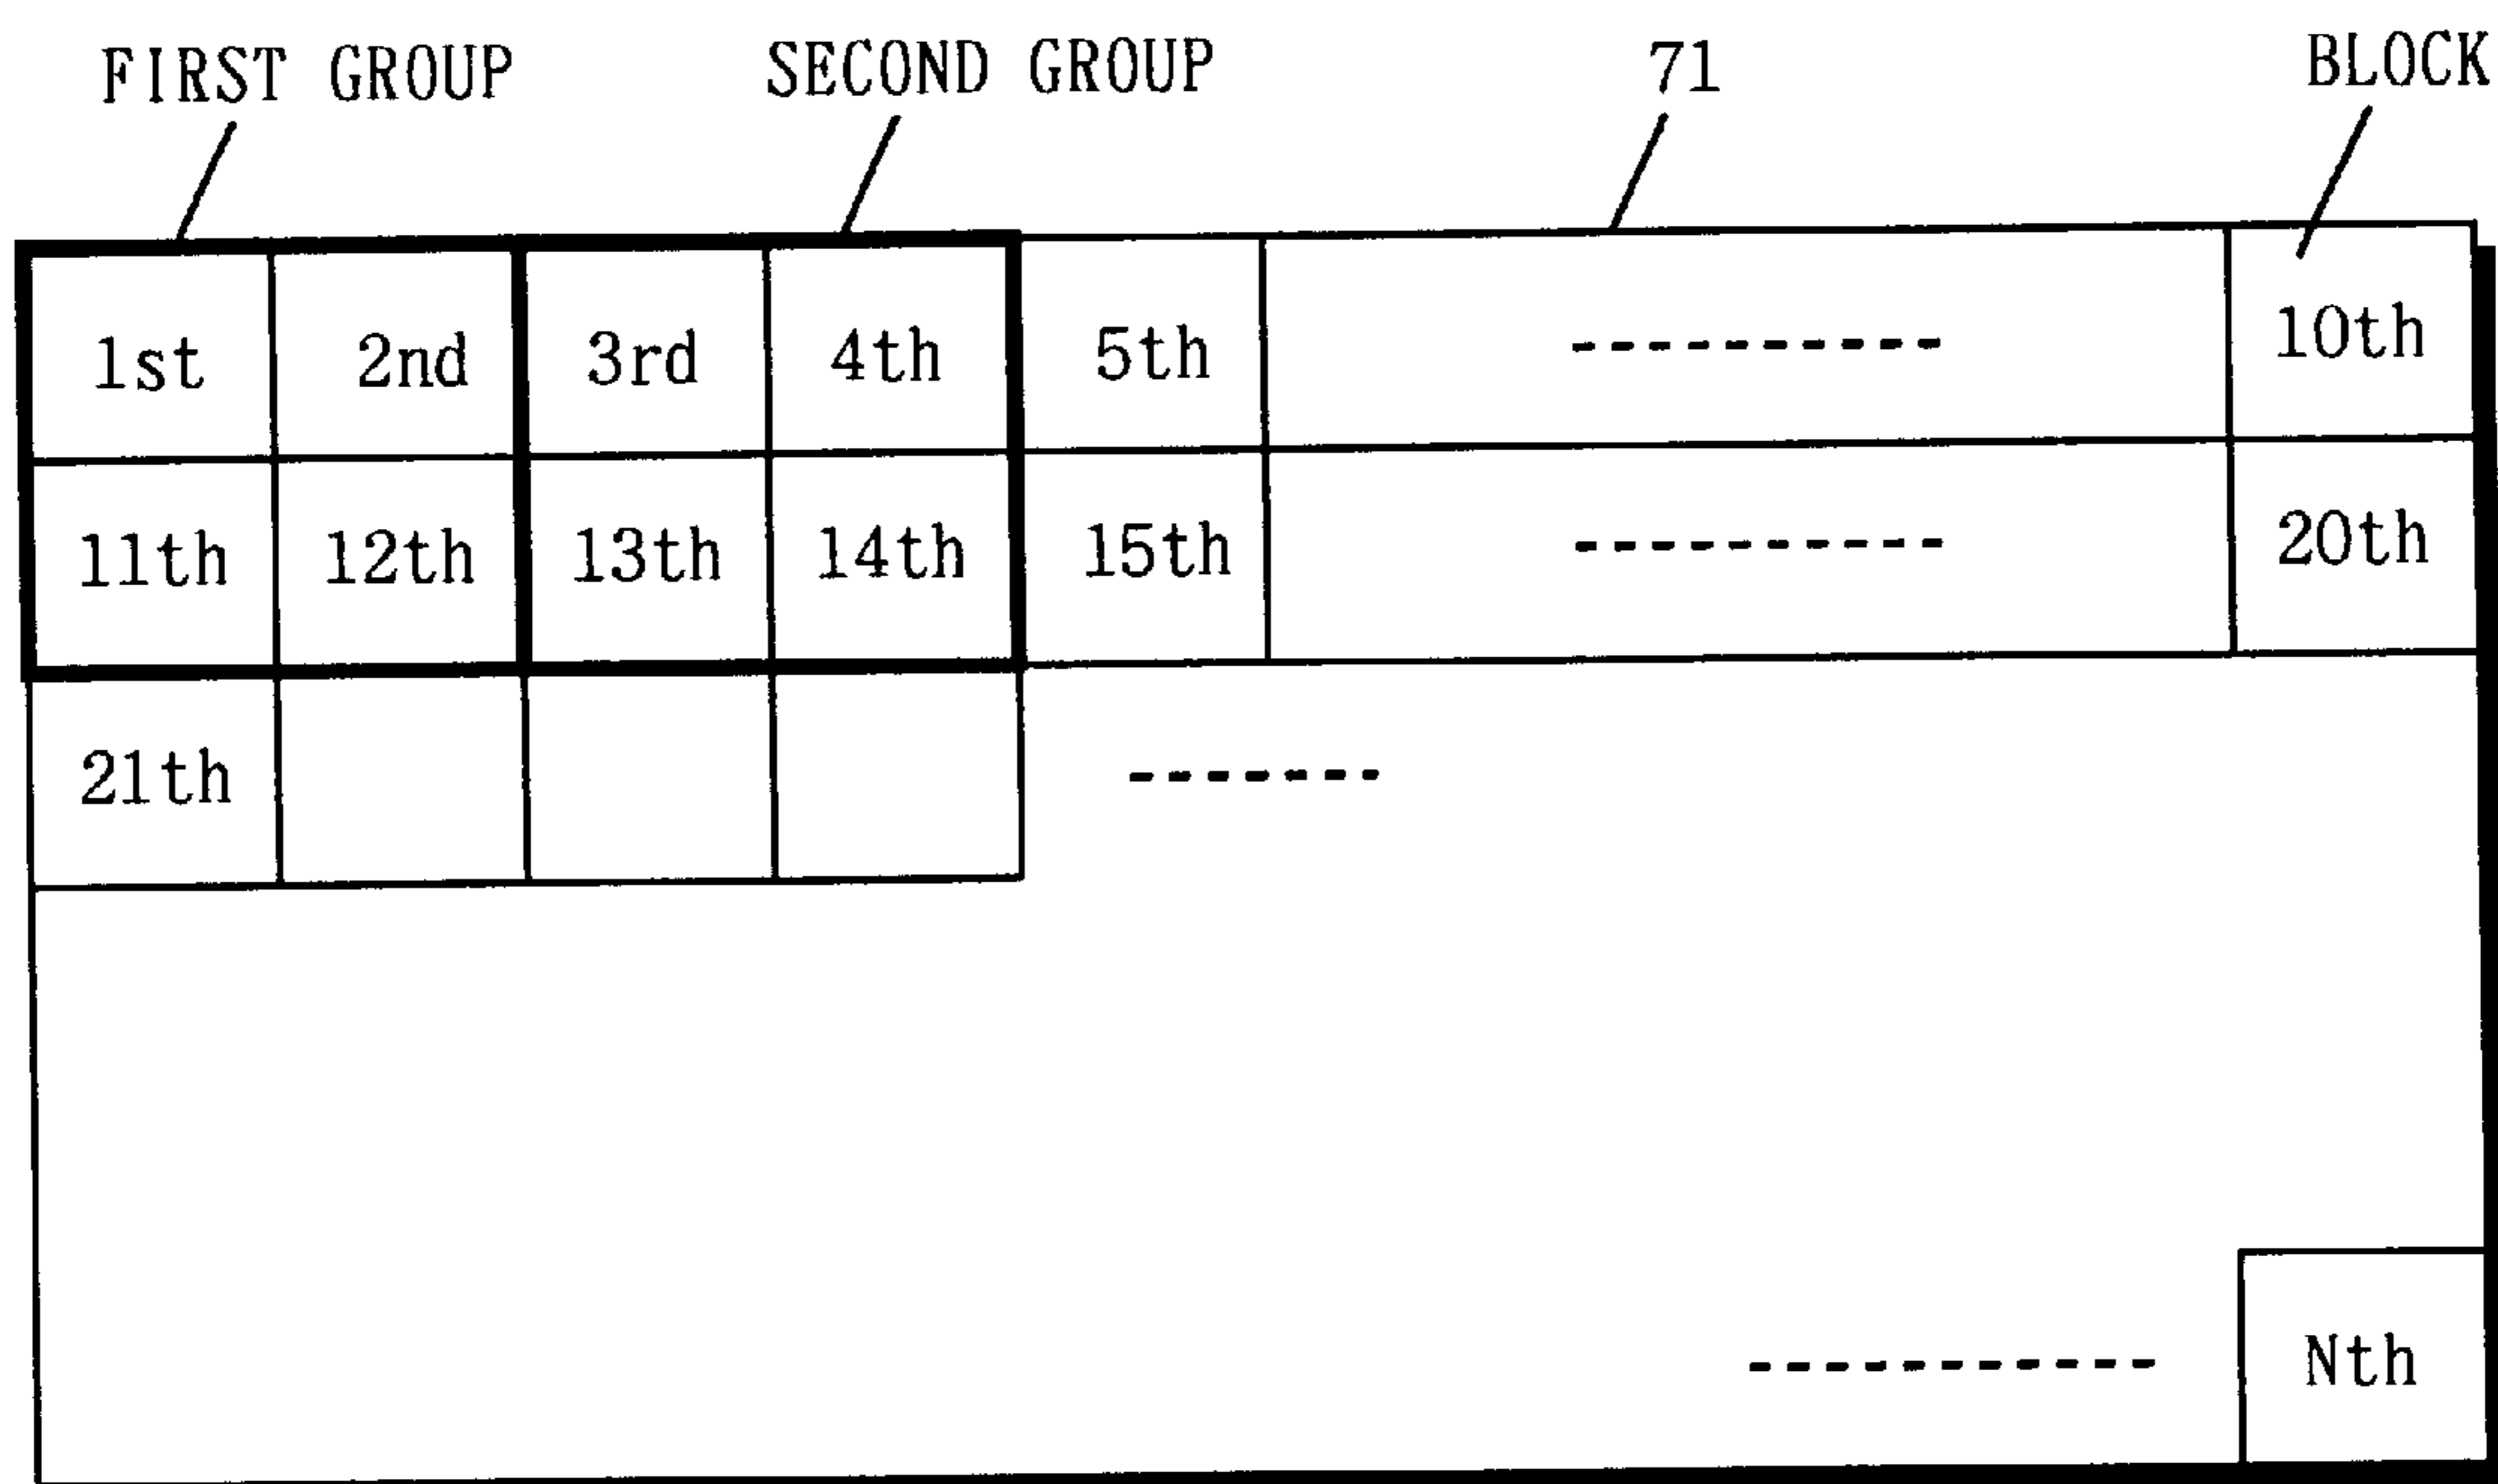 FIRST GROUP SECOND GROUP 71 BLOCK
1st 2nd 3rd 4th 5th ---------- 10th
11th 12th 13th 14th 15th ---------- 20th
21th -------
----------- Nth